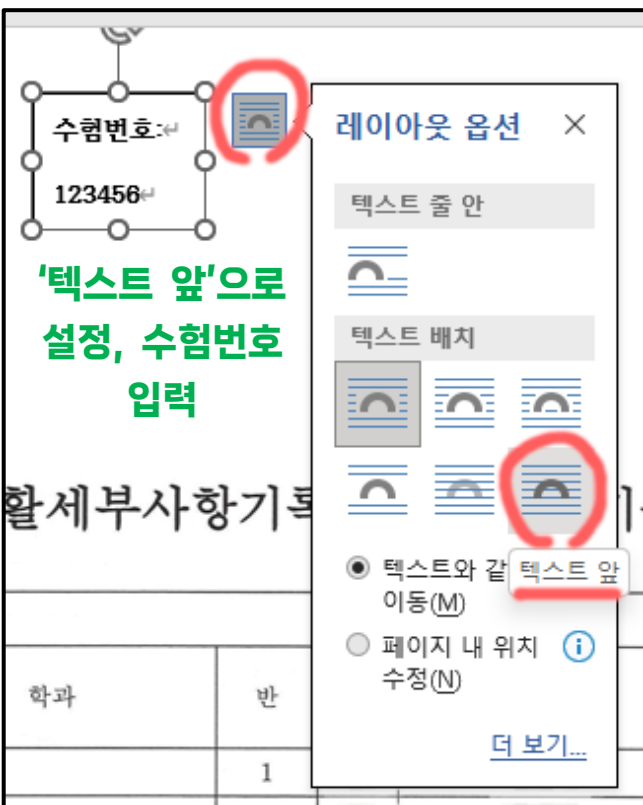 수험번호:
123456
'텍스트 앞'으로
설정, 수험번호
입력
레이아웃 옵션
텍스트 줄 안
텍스트 배치
텍스트와 같
이동(M)
텍스트 앞
페이지 내 위치
수정(N)
더 보기...
활세부사항기록
학과 반
1